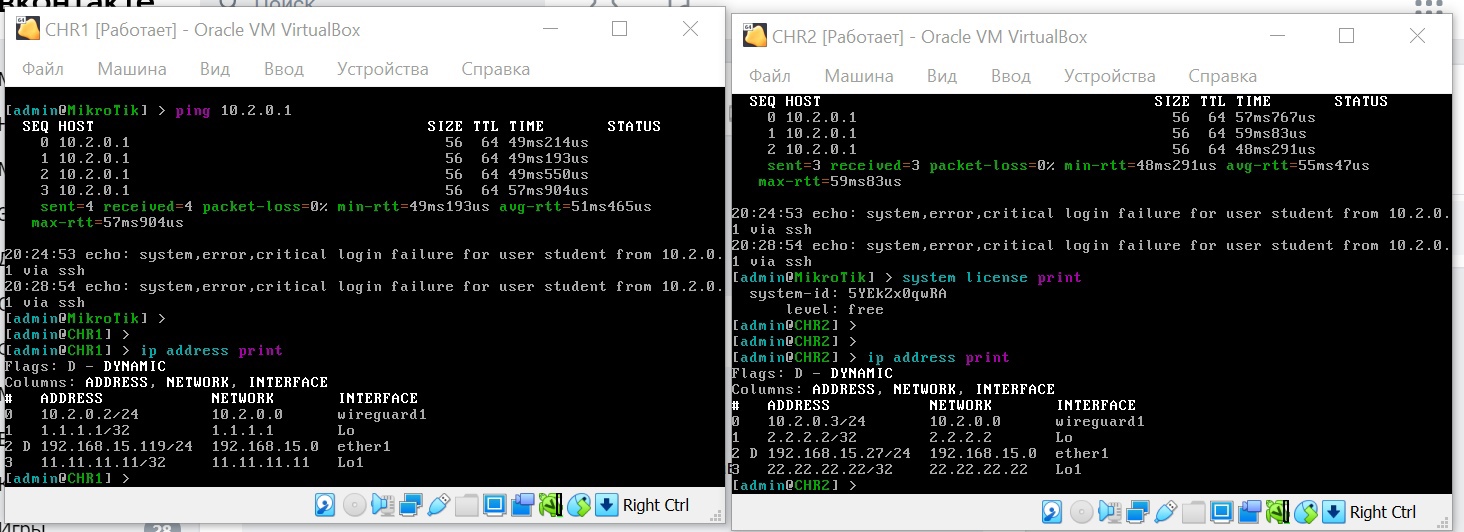 вконтакте
Поиск
CHR1 [Работает] - Oracle VM VirtualBox
Файл Машина Вид Ввод Устройства Справка
[admin@MikroTik] > ping 10.2.0.1
SEQ HOST SIZE TTL TIME STATUS
0 10.2.0.1 56 64 49ms214us
1 10.2.0.1 56 64 49ms193us
2 10.2.0.1 56 64 49ms550us
3 10.2.0.1 56 64 57ms904us
sent=4 received=4 packet-loss=0% min-rtt=49ms193us avg-rtt=51ms465us
max-rtt=57ms904us
20:24:53 echo: system,error,critical login failure for user student from 10.2.0.
1 via ssh
20:28:54 echo: system,error,critical login failure for user student from 10.2.0.
1 via ssh
[admin@MikroTik] >
[admin@CHR1] >
[admin@CHR1] > ip address print
Flags: D - DYNAMIC
Columns: ADDRESS, NETWORK, INTERFACE
# ADDRESS NETWORK INTERFACE
0 10.2.0.2/24 10.2.0.0 wireguard1
1 1.1.1.1/32 1.1.1.1 Lo
2 D 192.168.15.119/24 192.168.15.0 ether1
3 11.11.11.11/32 11.11.11.11 Lo1
[admin@CHR1] >
Right Ctrl
Игры 28
CHR2 [Работает] - Oracle VM VirtualBox
Файл Машина Вид Ввод Устройства Справка
SEQ HOST SIZE TTL TIME STATUS
0 10.2.0.1 56 64 57ms767us
1 10.2.0.1 56 64 59ms83us
2 10.2.0.1 56 64 48ms291us
sent=3 received=3 packet-loss=0% min-rtt=48ms291us avg-rtt=55ms47us
max-rtt=59ms83us
20:24:53 echo: system,error,critical login failure for user student from 10.2.0.
1 via ssh
20:28:54 echo: system,error,critical login failure for user student from 10.2.0.
1 via ssh
[admin@MikroTik] > system license print
system-id: 5YEkZx0qwRA
level: free
[admin@CHR2] >
[admin@CHR2] >
[admin@CHR2] > ip address print
Flags: D - DYNAMIC
Columns: ADDRESS, NETWORK, INTERFACE
# ADDRESS NETWORK INTERFACE
0 10.2.0.3/24 10.2.0.0 wireguard1
1 2.2.2.2/32 2.2.2.2 Lo
2 D 192.168.15.27/24 192.168.15.0 ether1
3 22.22.22.22/32 22.22.22.22 Lo1
[admin@CHR2] >
Right Ctrl